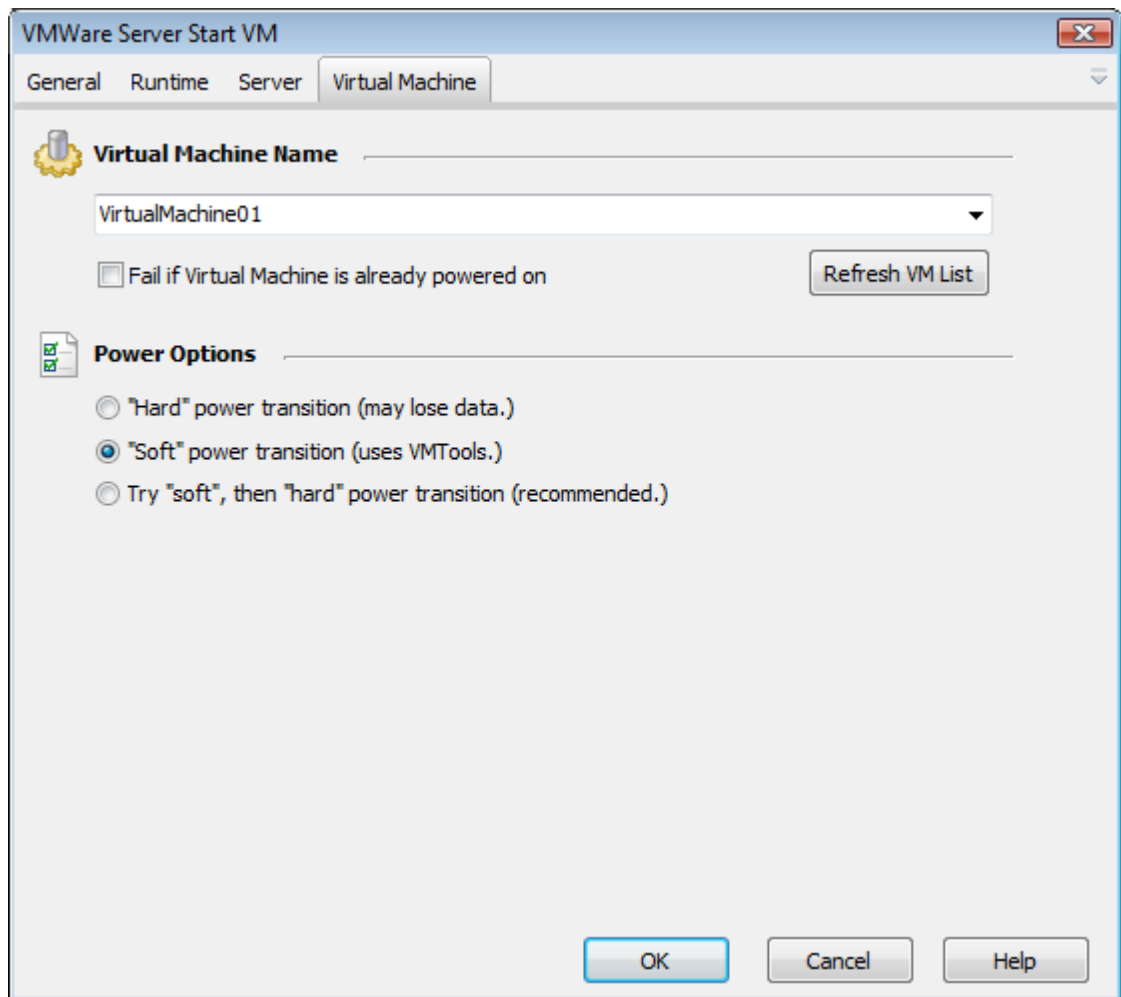 VMWare Server Start VM
General Runtime Server Virtual Machine
Virtual Machine Name
VirtualMachine01
Fail if Virtual Machine is already powered on Refresh VM List
Power Options
"Hard" power transition (may lose data.)
"Soft" power transition (uses VMTools.)
Try "soft", then "hard" power transition (recommended.)
OK Cancel Help